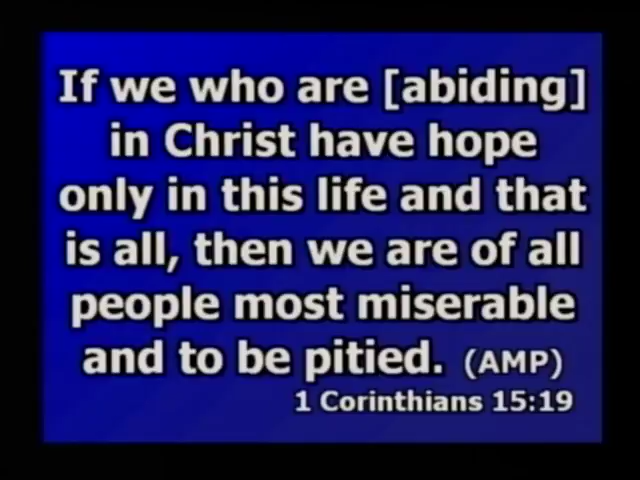 If we who are [abiding]
in Christ have hope
only in this life and that
is all, then we are of all
people most miserable
and to be pitied. (AMP)
1 Corinthians 15:19